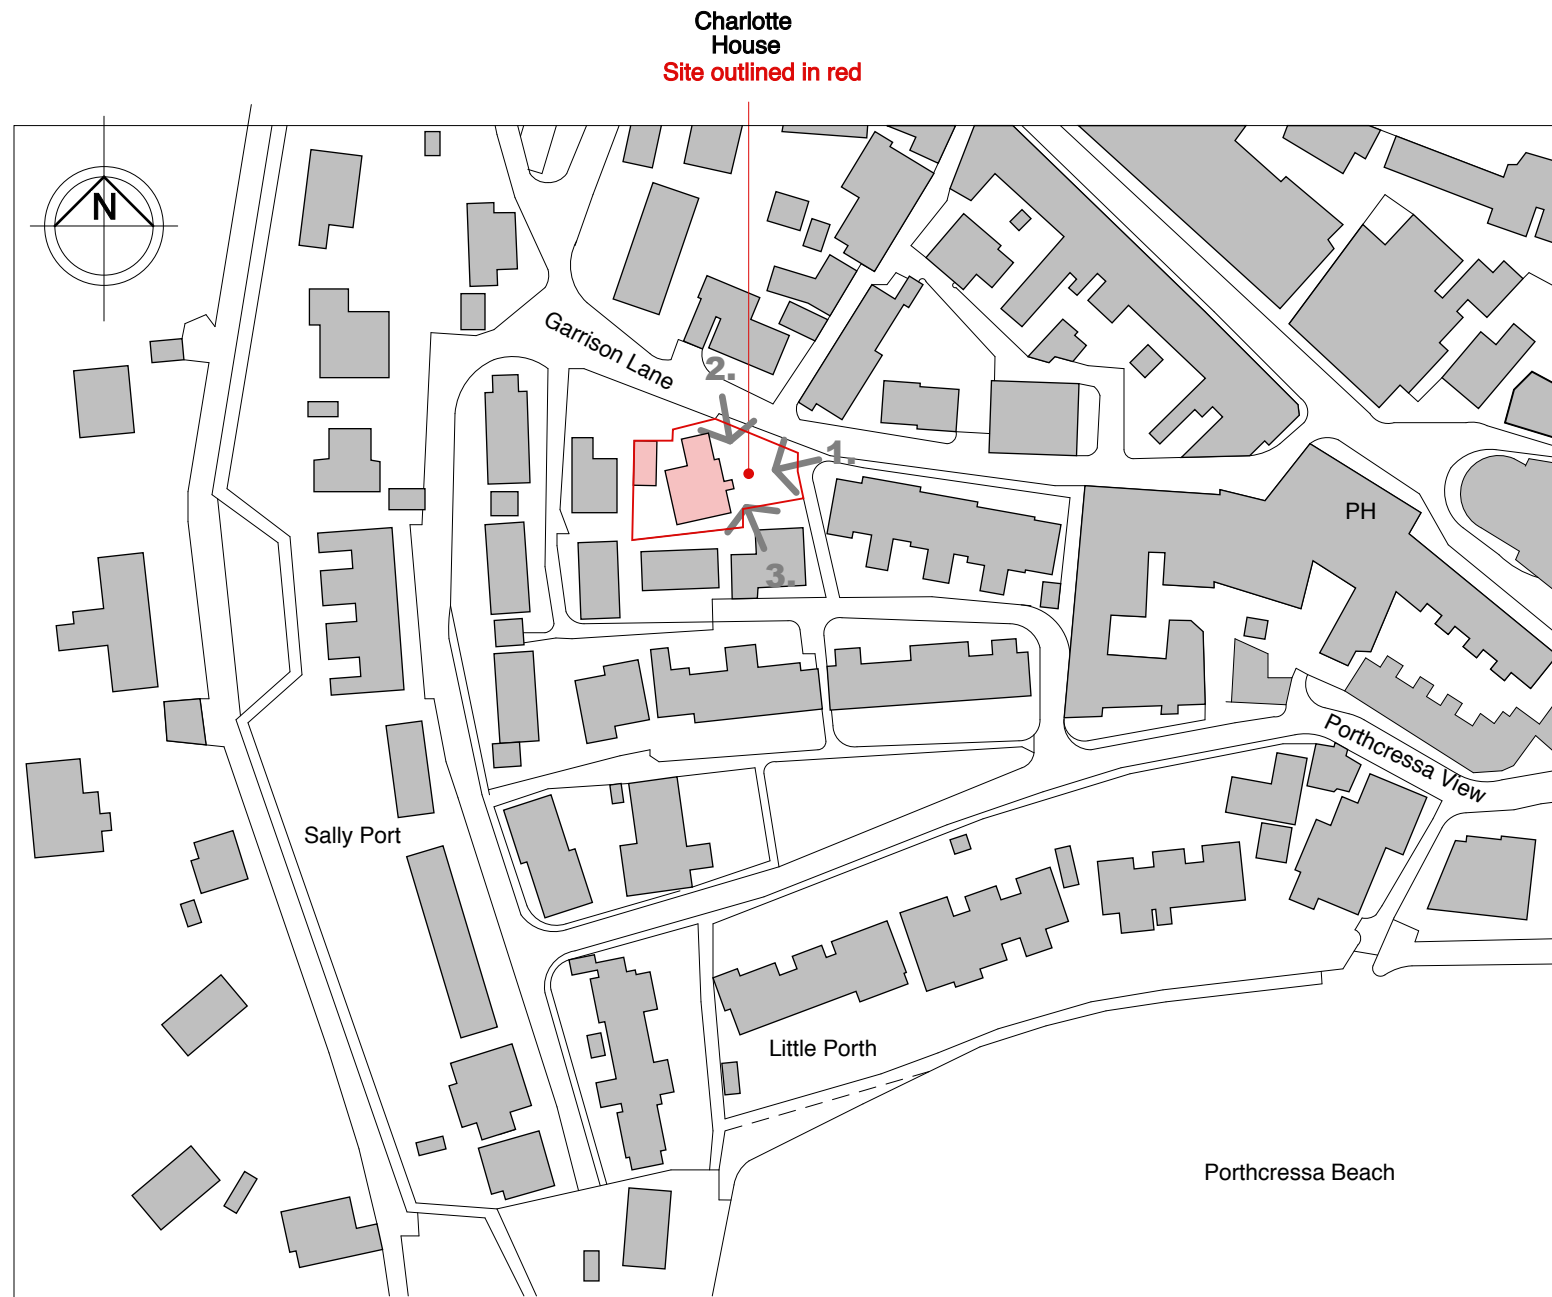 Charlotte
House
Site outlined in red
N
Garrison Lane
2.
1.
PH
3.
Porthcressa View
Sally Port
Little Porth
Porthcressa Beach